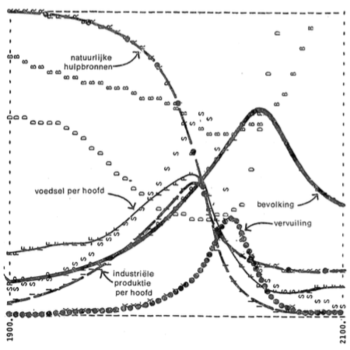 natuurlijke
hulpbronnen
voedsel per hoofd
bevolking
vervuiling
industriële
produktie
per hoofd
1900.
2100.